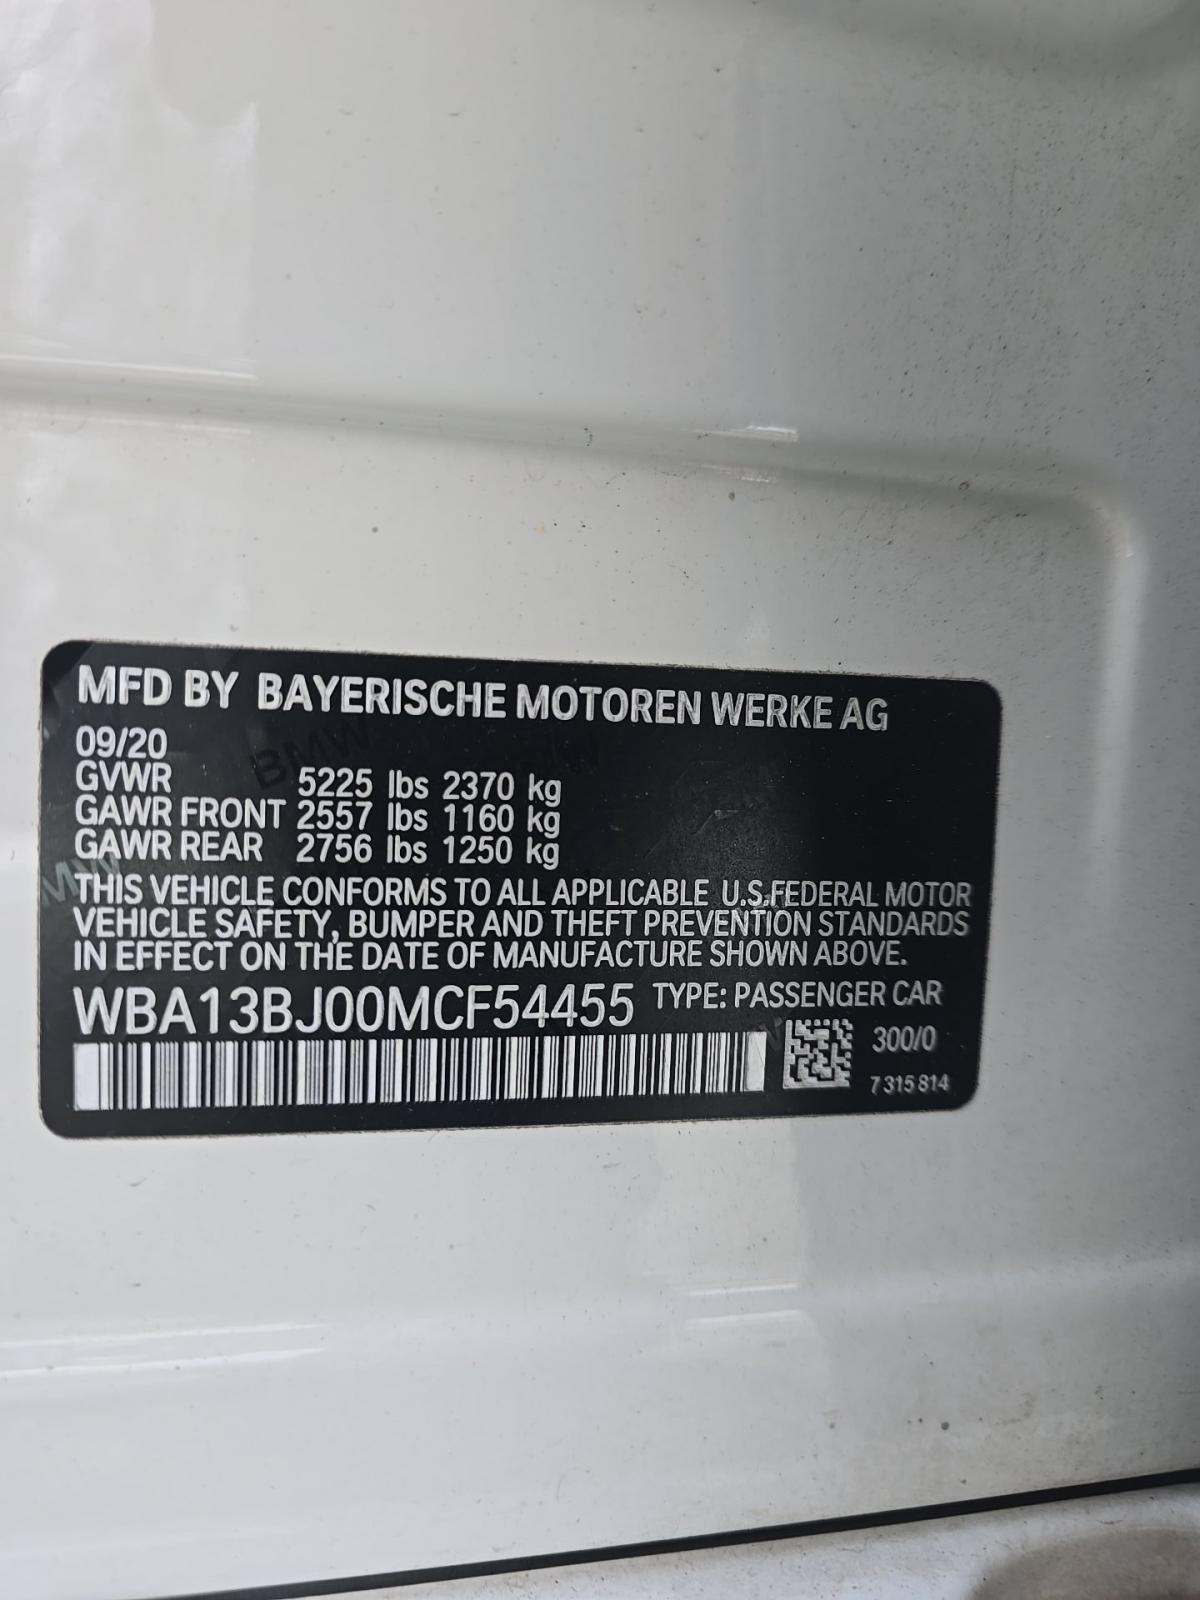 MFD BY BAYERISCHE MOTOREN WERKE AG
09/20
GVWR 5225 lbs 2370 kg
GAWR FRONT 2557 lbs 1160 kg
GAWR REAR 2756 lbs 1250 kg
THIS VEHICLE CONFORMS TO ALL APPLICABLE U.S.FEDERAL MOTOR
VEHICLE SAFETY, BUMPER AND THEFT PREVENTION STANDARDS
IN EFFECT ON THE DATE OF MANUFACTURE SHOWN ABOVE.
WBA13BJ00MCF54455 TYPE: PASSENGER CAR
300/0
7 315 814